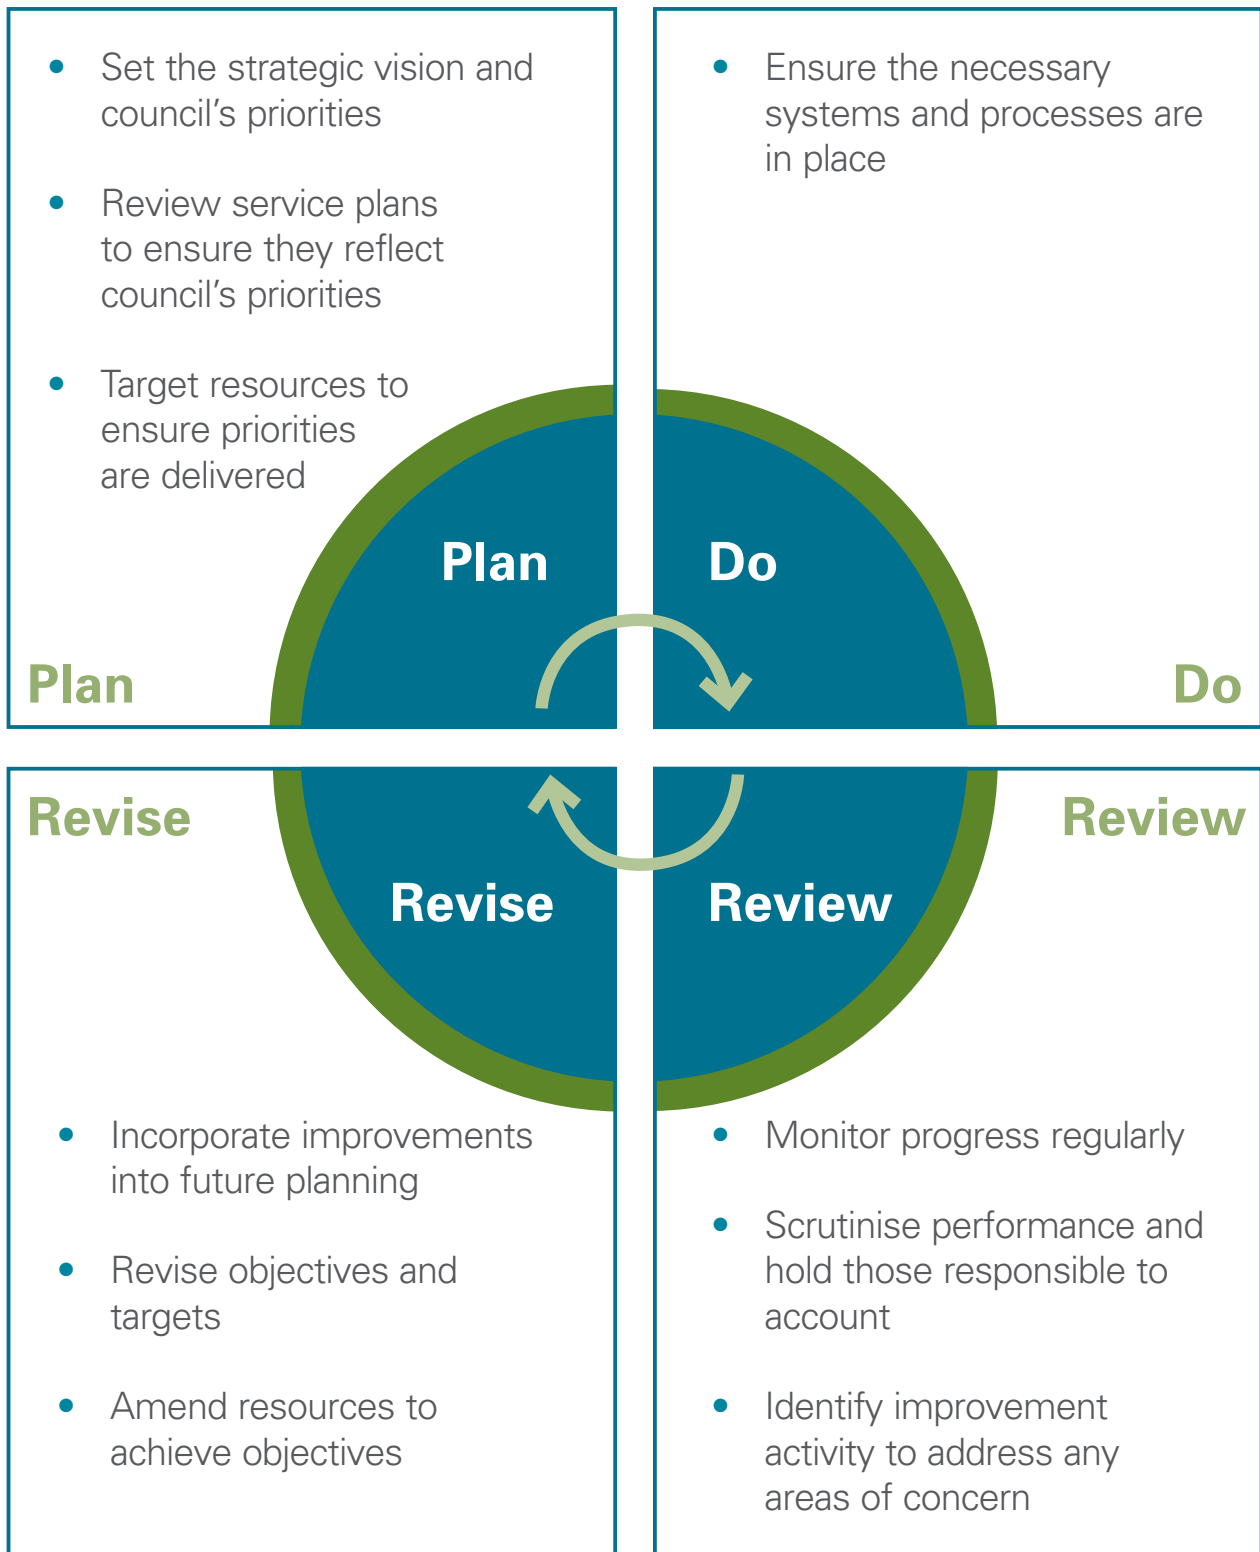 Set the strategic vision and
council’s priorities
Review service plans
to ensure they reflect
council’s priorities
Target resources to
ensure priorities
are delivered
Plan
Plan
Ensure the necessary
systems and processes are
in place
Do
Do
Revise
Revise
Incorporate improvements
into future planning
Revise objectives and
targets
Amend resources to
achieve objectives
Review
Review
Monitor progress regularly
Scrutinise performance and
hold those responsible to
account
Identify improvement
activity to address any
areas of concern